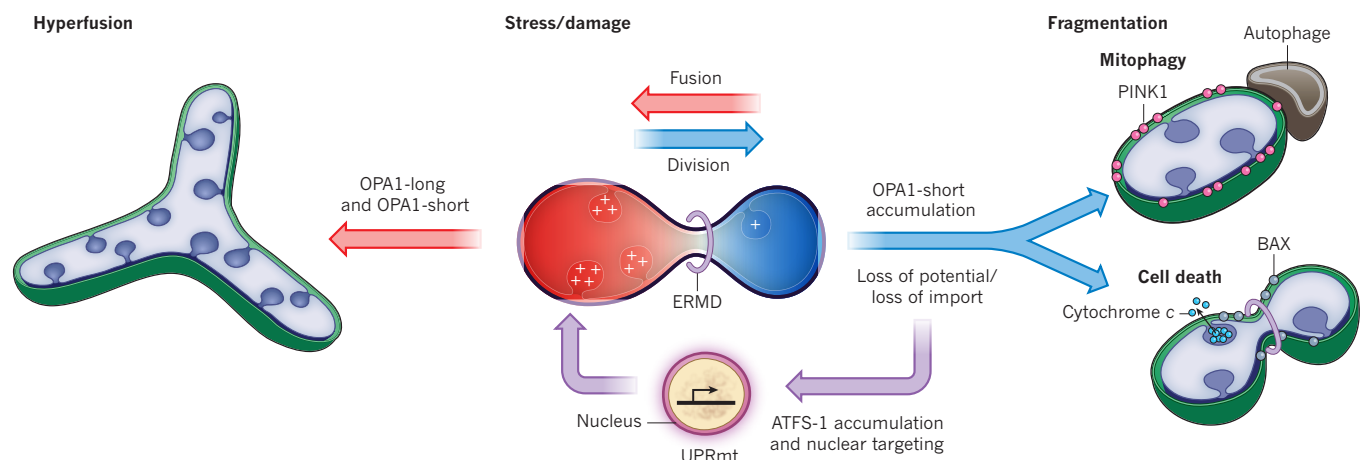 Hyperfusion
Stress/damage
Fragmentation
Mitophagy
Autophage
PINK1
Fusion
Division
OPA1-long
and OPA1-short
OPA1-short
accumulation
++
++
++
++
++
++
+
ERMD
Loss of potential/
loss of import
BAX
Cell death
Cytochrome c
Nucleus
UPRmt
ATFS-1 accumulation
and nuclear targeting